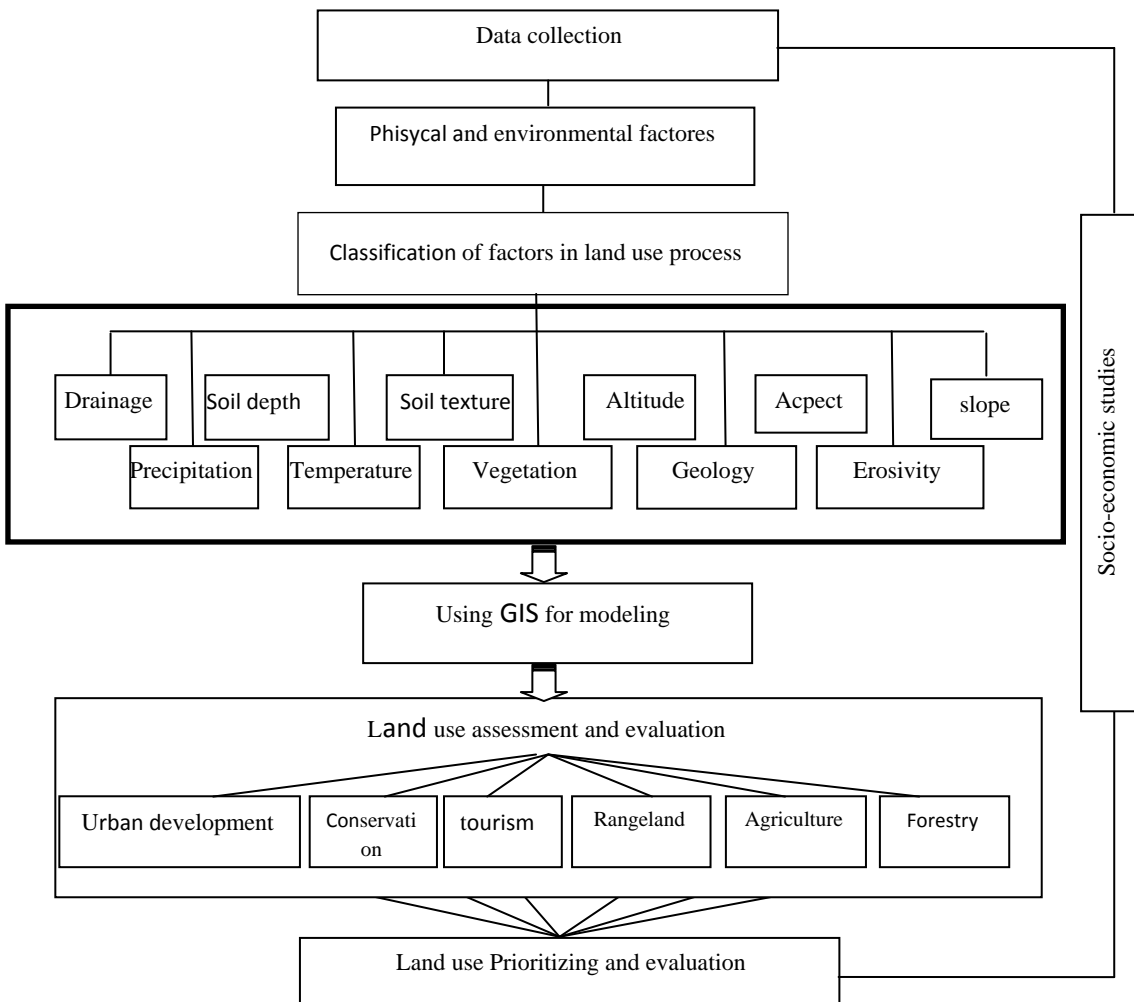 Data collection
Phisycal and environmental factores
Classification of factors in land use process
Drainage
Soil depth
Soil texture
Altitude
Acpect
slope
Precipitation
Temperature
Vegetation
Geology
Erosivity
Socio-economic studies
Using GIS for modeling
Land use assessment and evaluation
Urban development
Conservati
on
tourism
Rangeland
Agriculture
Forestry
Land use Prioritizing and evaluation